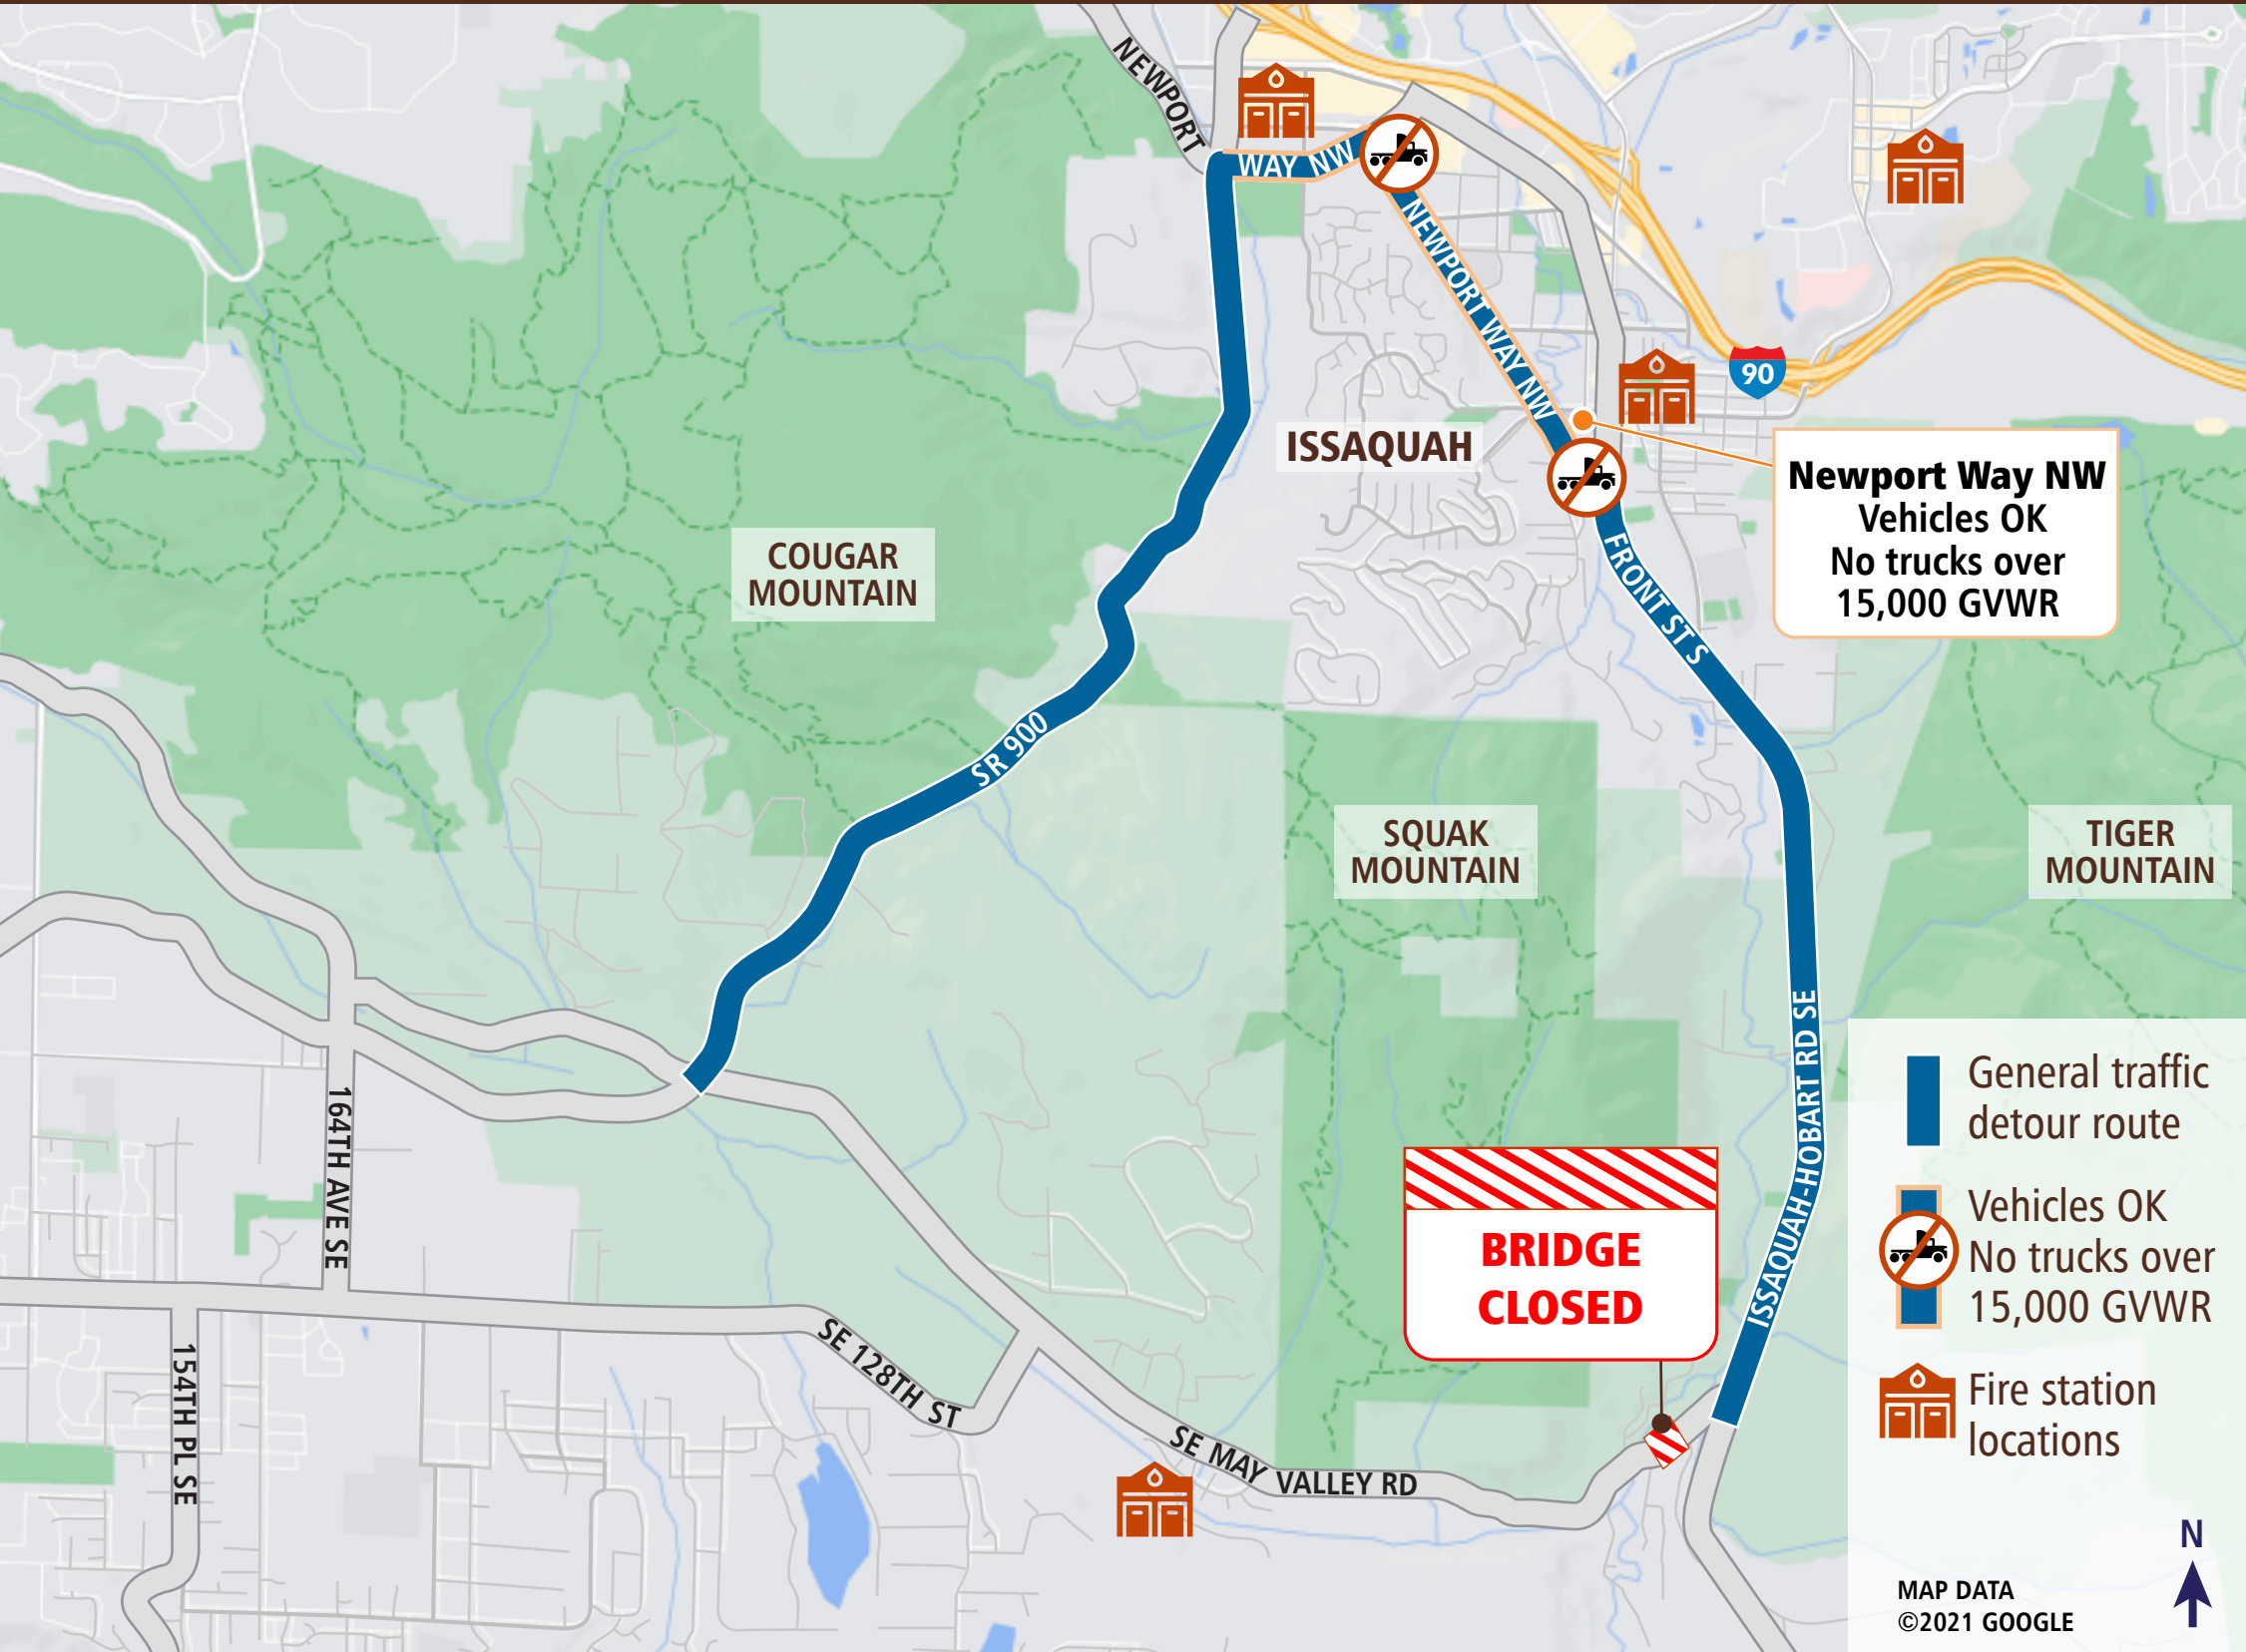 NEWPORT
WAY NW
NEWPORT WAY NW
90
ISSAQUAH
Newport Way NW
Vehicles OK
No trucks over
15,000 GVWR
COUGAR
MOUNTAIN
FRONT ST S
SR 900
SQUAK
MOUNTAIN
TIGER
MOUNTAIN
ISSAQUAH-HOBART RD SE
164TH AVE SE
BRIDGE
CLOSED
154TH PL SE
SE 128TH ST
SE MAY VALLEY RD
General traffic
detour route
Vehicles OK
No trucks over
15,000 GVWR
Fire station
locations
N
MAP DATA
©2021 GOOGLE